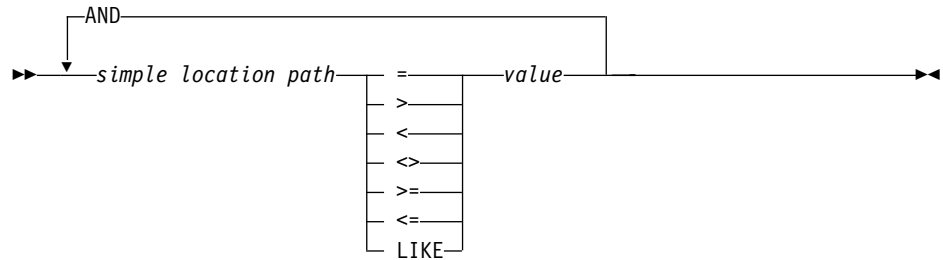 AND
simple location path = value
>
<
<>
>=
<=
LIKE